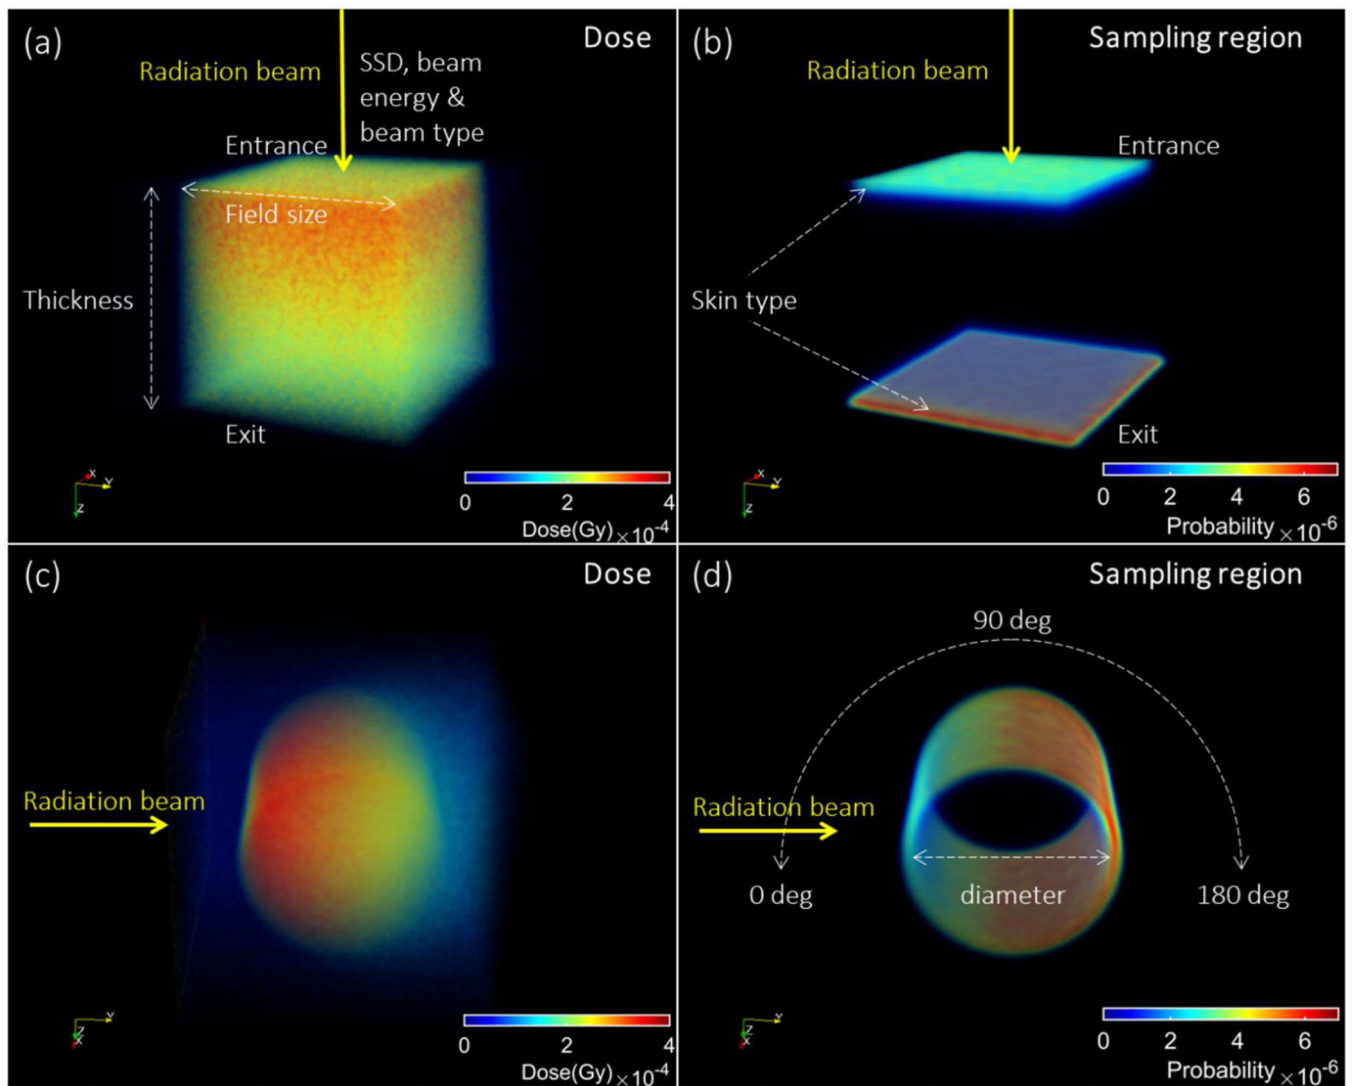 (a)
Dose
Radiation beam
SSD, beam
energy &
beam type
Entrance
Field size
Thickness
Exit
X
Y
Z
0 2 4
Dose(Gy) ×10⁻⁴
(b)
Sampling region
Radiation beam
Entrance
Skin type
Exit
X
Y
Z
0 2 4 6
Probability ×10⁻⁶
(c)
Dose
Radiation beam
Y
Z
X
0 2 4
Dose(Gy) ×10⁻⁴
(d)
Sampling region
90 deg
Radiation beam
0 deg
diameter
180 deg
Y
Z
X
0 2 4 6
Probability ×10⁻⁶